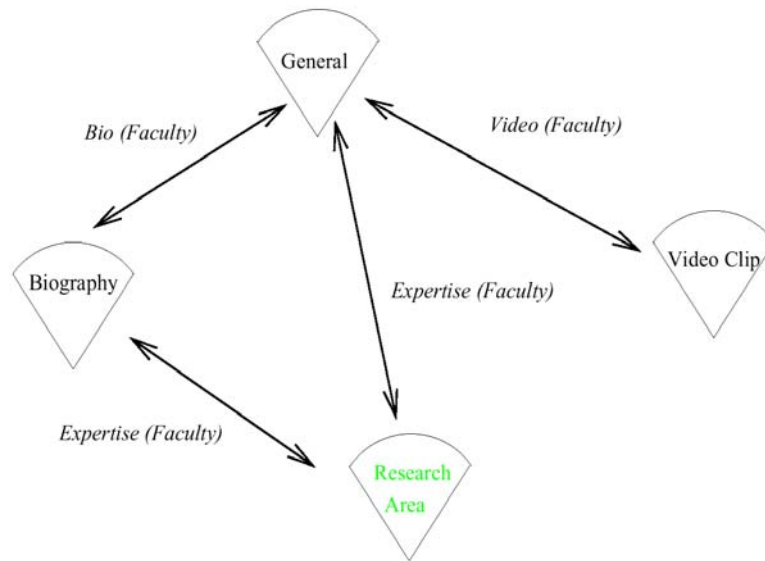 General
Bio (Faculty)
Video (Faculty)
Biography
Video Clip
Expertise (Faculty)
Expertise (Faculty)
Research
Area